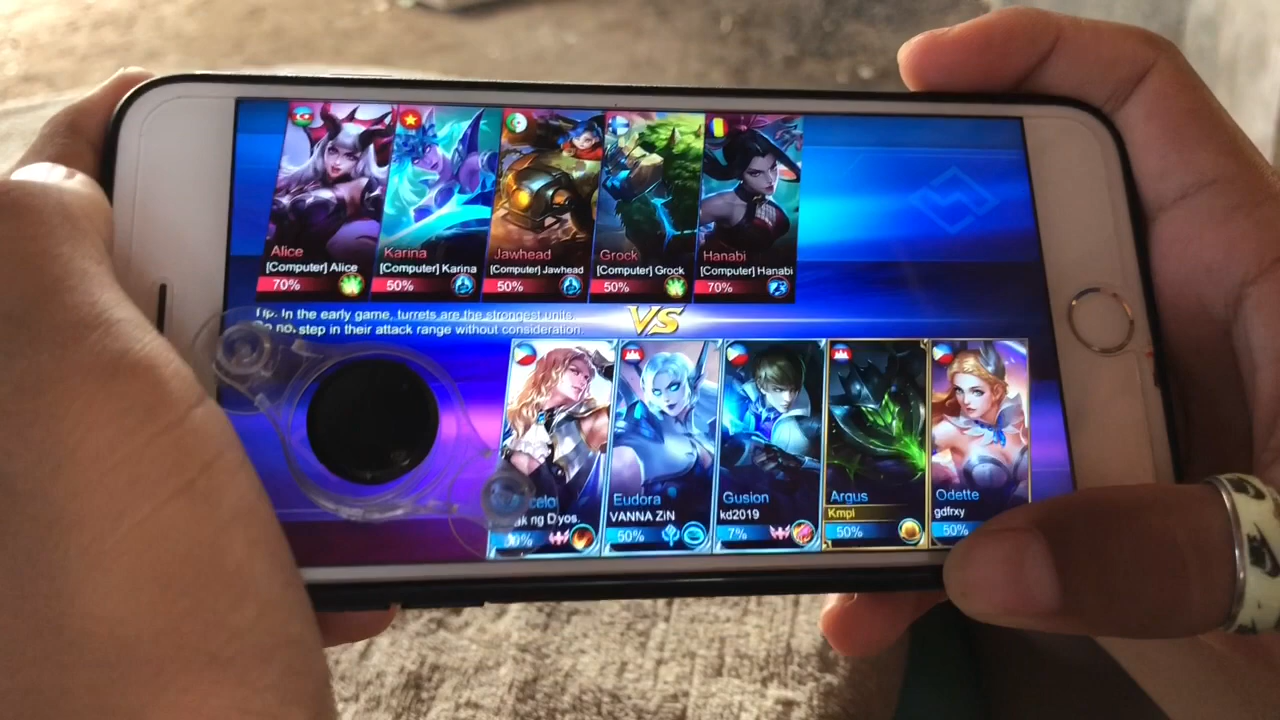 Alice
[Computer] Alice
70%
Karina
[Computer] Karina
50%
Jawhead
[Computer] Jawhead
50%
Grock
[Computer] Grock
50%
Hanabi
[Computer] Hanabi
70%
In the early game, turrets are the strongest units.
step in their attack range without consideration.
VS
ng D'yos.
Eudora
VANNA ZiN
50%
Gusion
kd2019
7%
Argus
Kmpl
50%
Odette
gdfrxy
50%